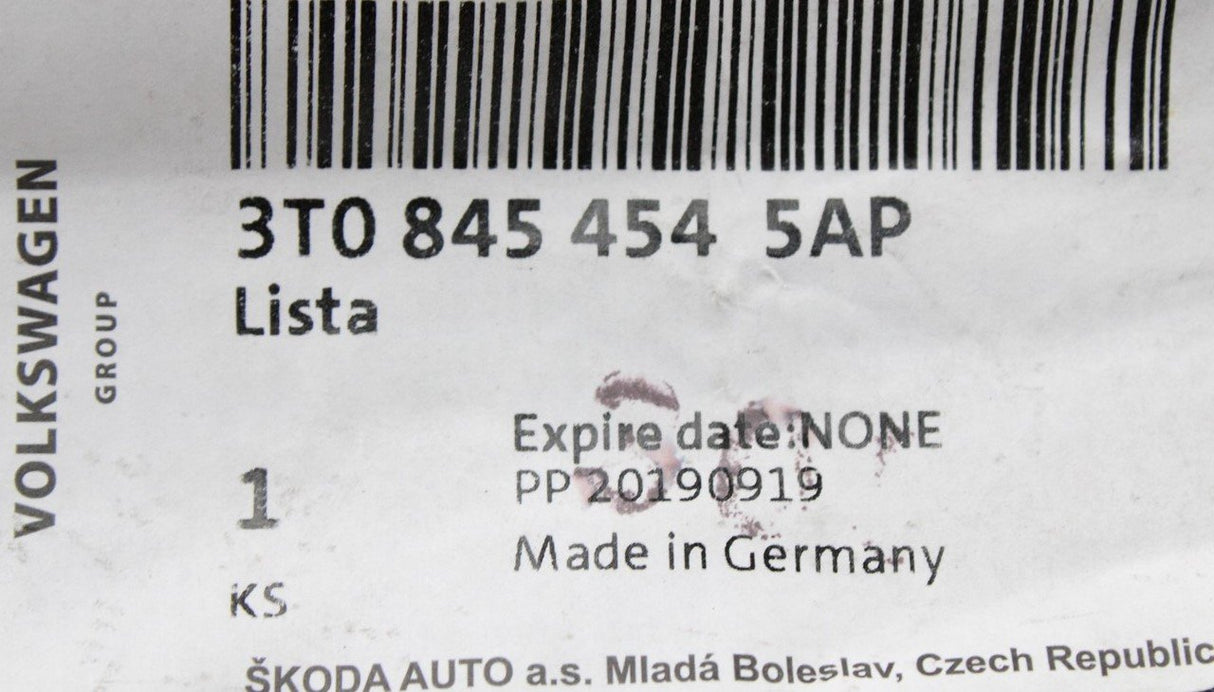 VOLKSWAGEN
GROUP
3T0 845 454 5AP
Lista
Expire date:NONE
PP 20190919
1
Made in Germany
KS
ŠKODA AUTO a.s. Mladá Boleslav, Czech Republic